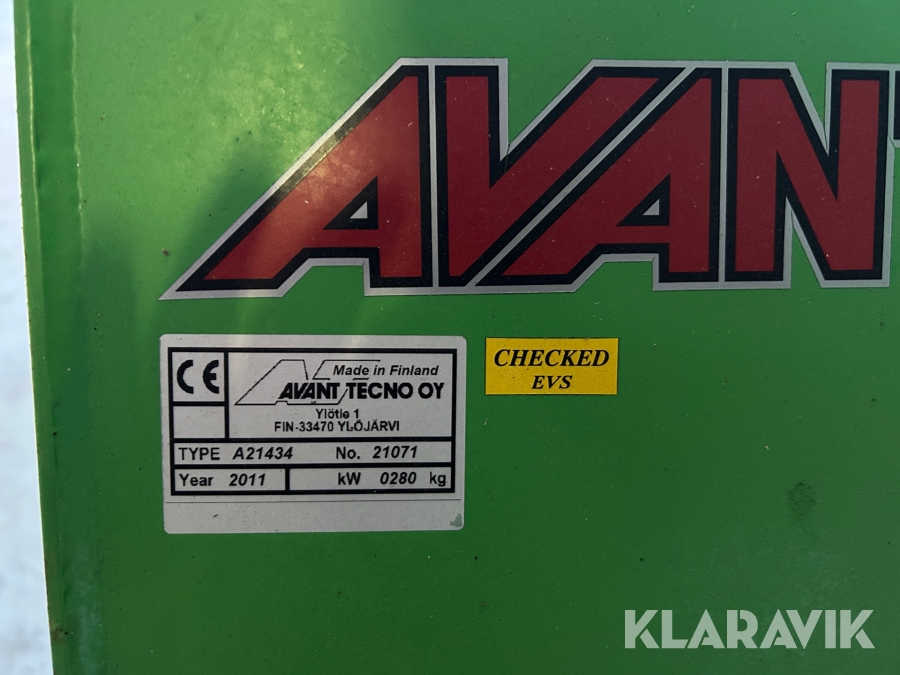 AVANT
CE
Made in Finland
AVANT TECNO OY
Ylötie 1
FIN-33470 YLÖJÄRVI
TYPE A21434 No. 21071
Year 2011 kW 0280 kg
CHECKED
EVS
KLARAVIK